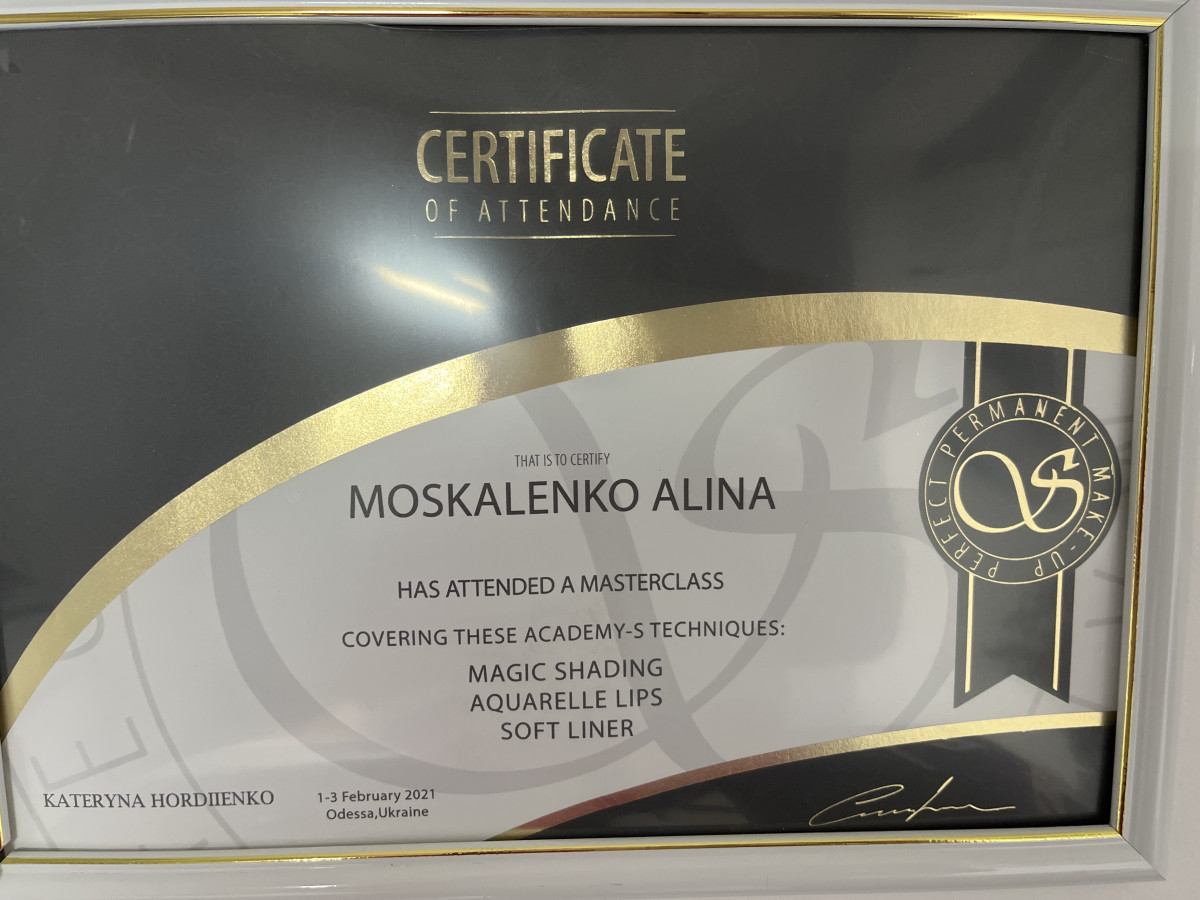 CERTIFICATE
OF ATTENDANCE
THAT IS TO CERTIFY
MOSKALENKO ALINA
HAS ATTENDED A MASTERCLASS
COVERING THESE ACADEMY-S TECHNIQUES:
MAGIC SHADING
AQUARELLE LIPS
SOFT LINER
PERFECT PERMANENT MAKE-UP
S
KATERYNA HORDIIENKO
1-3 February 2021
Odessa,Ukraine